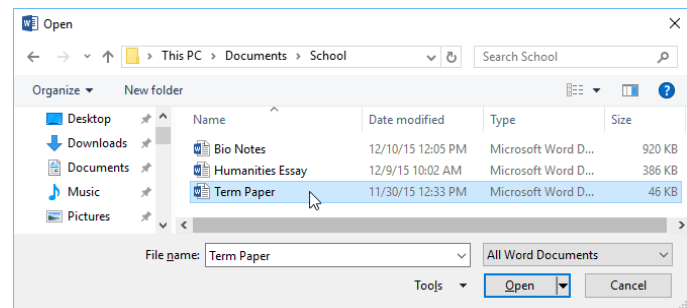 Open
This PC > Documents > School
Search School
Organize
New folder
Desktop
Downloads
Documents
Music
Pictures
Name Date modified Type Size
Bio Notes 12/10/15 12:05 PM Microsoft Word D... 920 KB
Humanities Essay 12/9/15 10:02 AM Microsoft Word D... 386 KB
Term Paper 11/30/15 12:33 PM Microsoft Word D... 46 KB
File name: Term Paper All Word Documents
Tools Open Cancel